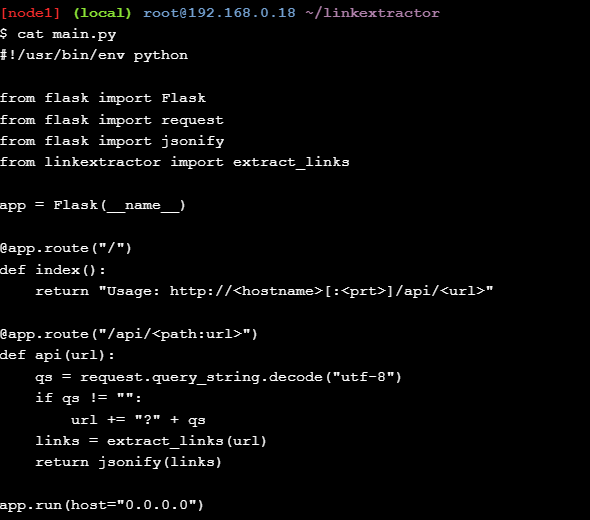 [node1] (local) root@192.168.0.18 ~/linkextractor
$ cat main.py
#!/usr/bin/env python

from flask import Flask
from flask import request
from flask import jsonify
from linkextractor import extract_links

app = Flask(__name__)

@app.route("/")
def index():
    return "Usage: http://<hostname>[:<prt>]/api/<url>"

@app.route("/api/<path:url>")
def api(url):
    qs = request.query_string.decode("utf-8")
    if qs != "":
        url += "?" + qs
    links = extract_links(url)
    return jsonify(links)

app.run(host="0.0.0.0")